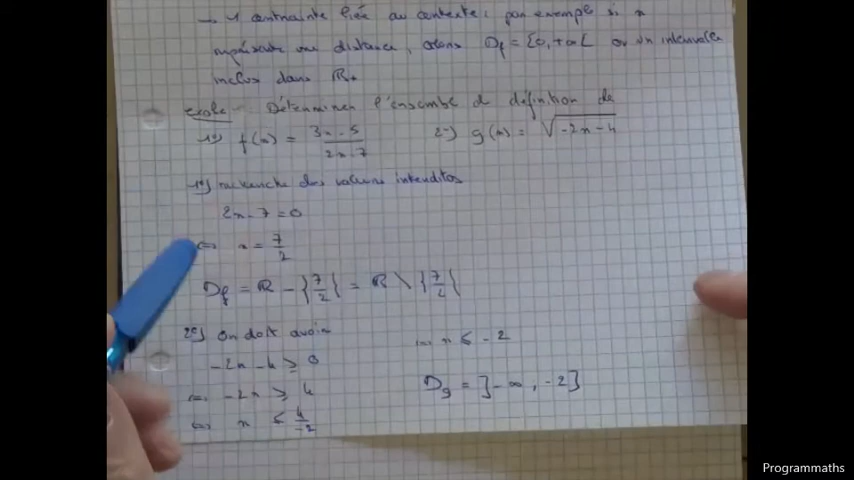 → 1 contrainte liée au contexte : par exemple si x
représente une distance, alors Df = [0, +∞[ ou un intervalle
inclus dans R+
exple : Déterminer l'ensemble d définition de
1°) f(x) = 3x - 5 / 2x - 7 2°) g(x) = √-2x - 4
1°) recherche des valeurs interdites
2x - 7 = 0
⇔ x = 7/2
Df = R - {7/2} = R \ {7/2}
2°) On doit avoir
-2x - 4 ≥ 0
⇔ -2x ≥ 4
⇔ x ≤ 4/-2
⇔ x ≤ -2
Dg = ]-∞, -2]
Programmaths